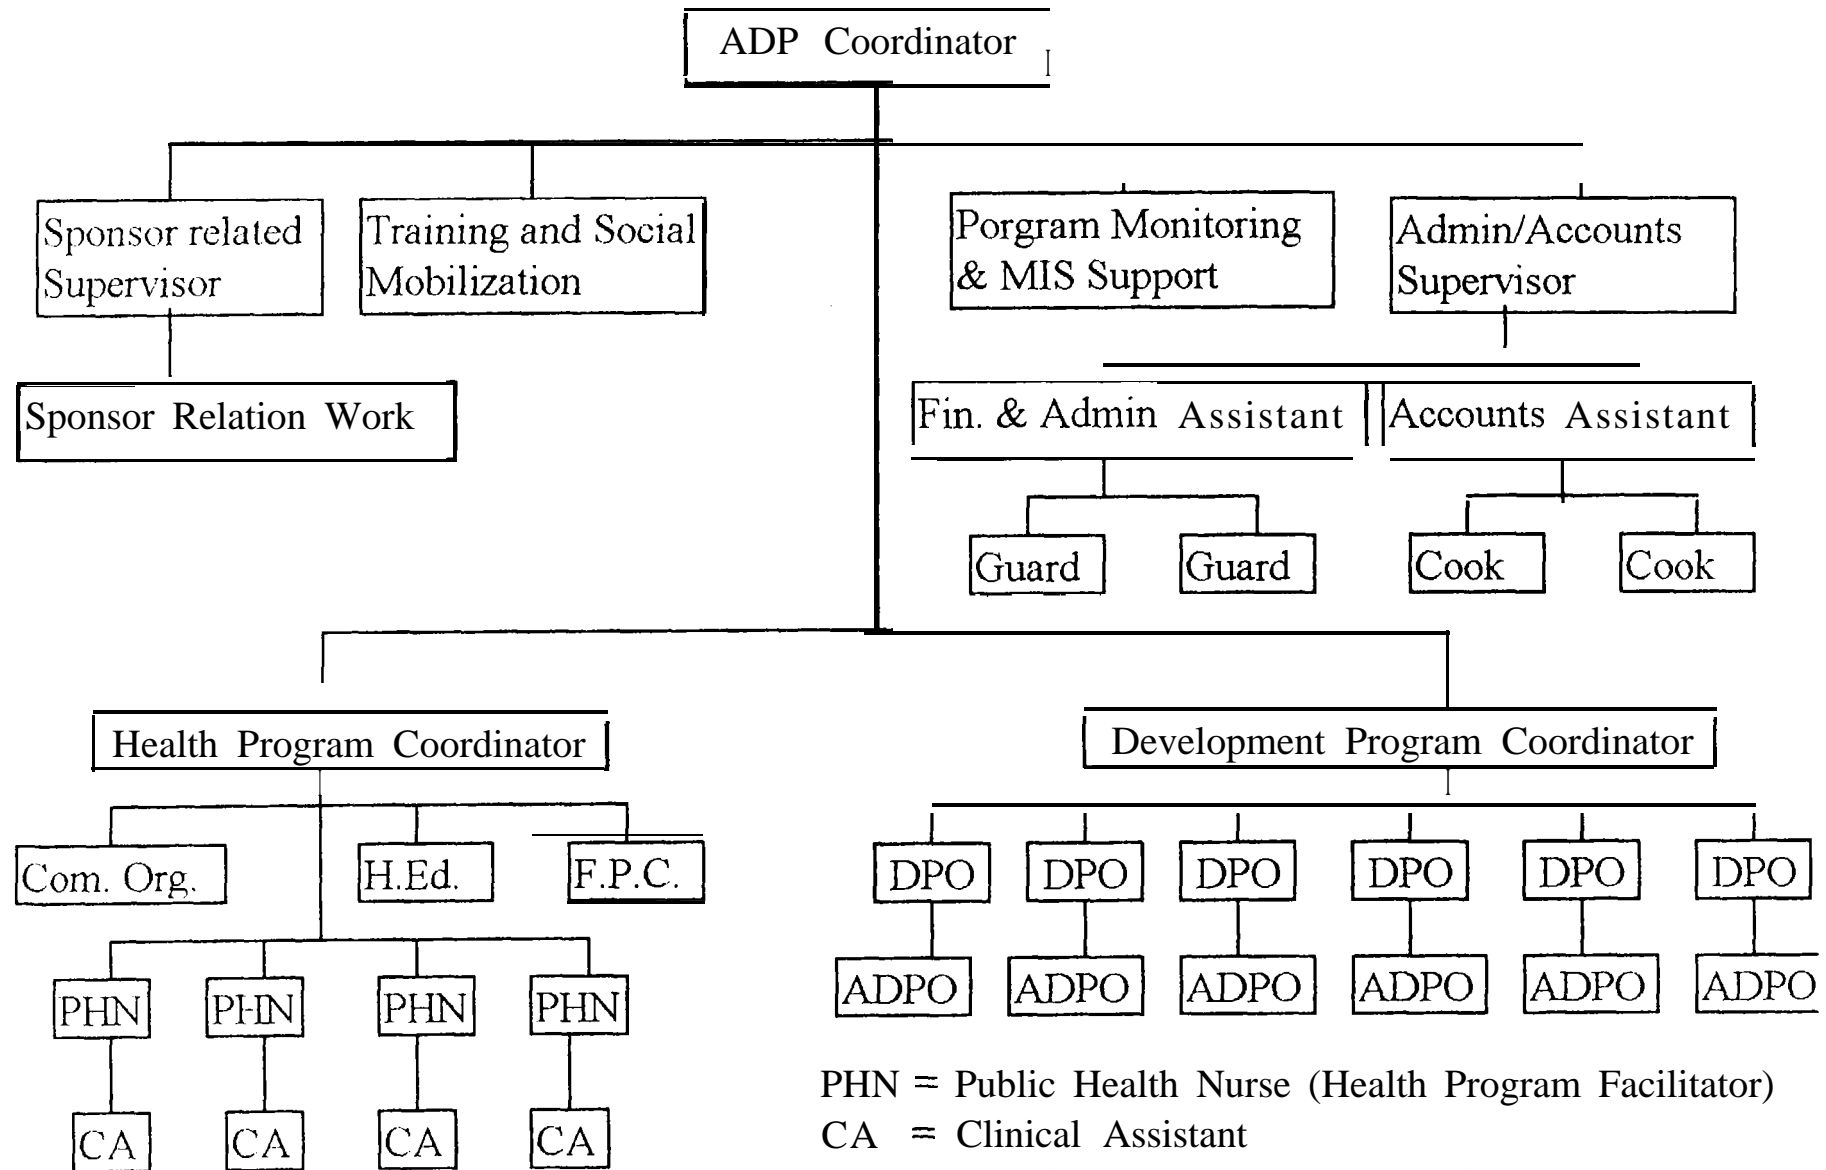 ADP Coordinator
Sponsor related
Supervisor
Training and Social
Mobilization
Porgram Monitoring
& MIS Support
Admin/Accounts
Supervisor
Sponsor Relation Work
Fin. & Admin Assistant
Accounts Assistant
Guard
Guard
Cook
Cook
Health Program Coordinator
Development Program Coordinator
Com. Org.
H.Ed.
F.P.C.
DPO
DPO
DPO
DPO
DPO
DPO
ADPO
ADPO
ADPO
ADPO
ADPO
ADPO
PHN
PHN
PHN
PHN
CA
CA
CA
CA
PHN = Public Health Nurse (Health Program Facilitator)
CA = Clinical Assistant